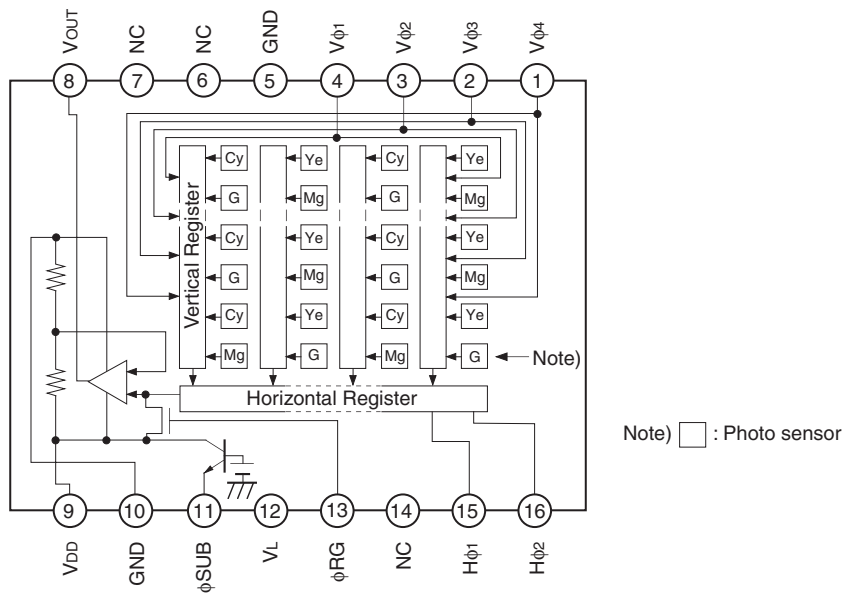 VOUT NC NC GND Vϕ1 Vϕ2 Vϕ3 Vϕ4
8 7 6 5 4 3 2 1
Vertical Register
Cy Ye Cy Ye
G Mg G Mg
Cy Ye Cy Ye
G Mg G Mg
Cy Ye Cy Ye
Mg G Mg G Note)
Horizontal Register
Note) : Photo sensor
9 10 11 12 13 14 15 16
VDD GND ϕSUB VL ϕRG NC Hϕ1 Hϕ2